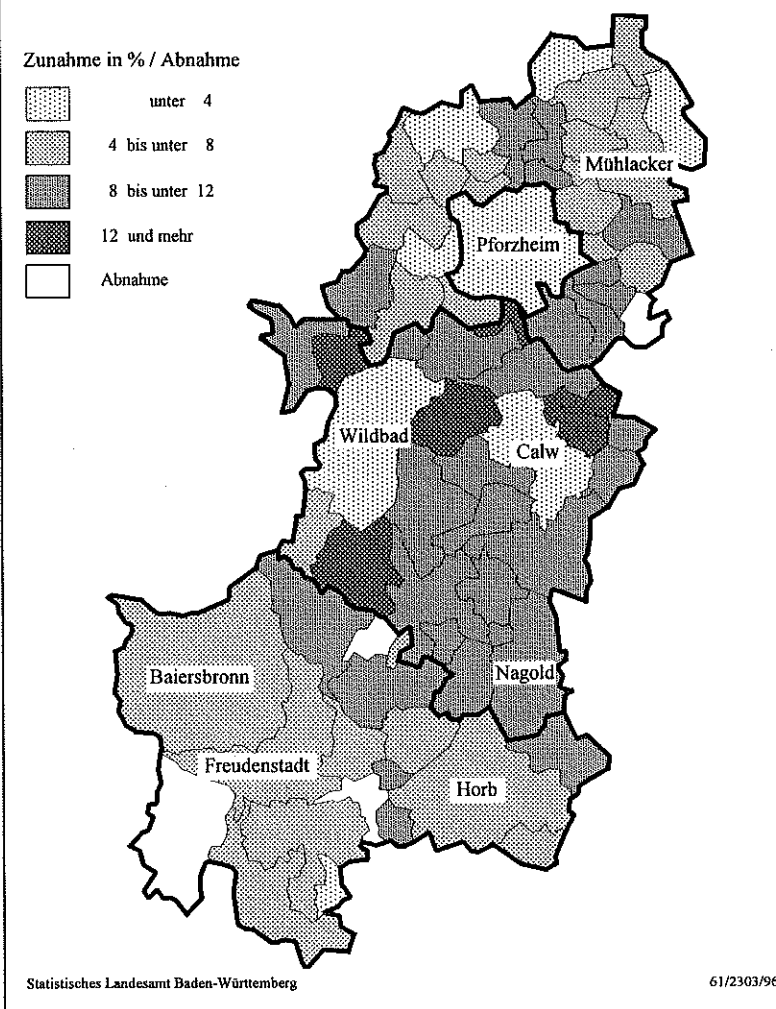 Zunahme in % / Abnahme
unter 4
4 bis unter 8
8 bis unter 12
12 und mehr
Abnahme
Mühlacker
Pforzheim
Wildbad
Calw
Baiersbronn
Nagold
Freudenstadt
Horb
Statistisches Landesamt Baden-Württemberg
61/2303/96